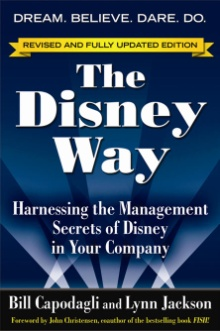 DREAM. BELIEVE. DARE. DO.
REVISED AND FULLY UPDATED EDITION
The
Disney
Way
Harnessing the Management
Secrets of Disney
in Your Company
Bill Capodagli and Lynn Jackson
Foreword by John Christensen, coauthor of the bestselling book FISH!